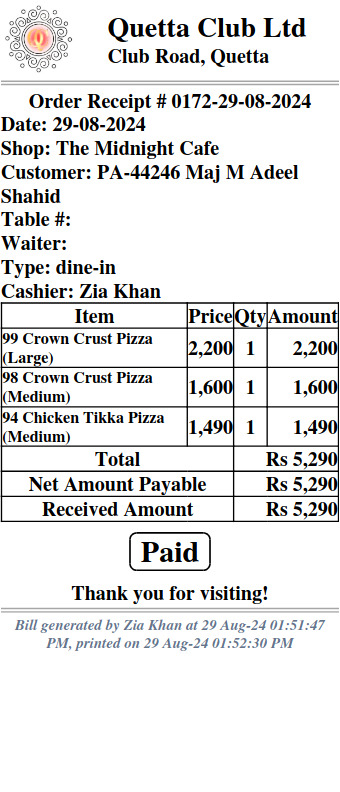 Quetta Club Ltd
Club Road, Quetta
Order Receipt # 0172-29-08-2024
Date: 29-08-2024
Shop: The Midnight Cafe
Customer: PA-44246 Maj M Adeel
Shahid
Table #:
Waiter:
Type: dine-in
Cashier: Zia Khan
Item Price Qty Amount
99 Crown Crust Pizza
(Large) 2,200 1 2,200
98 Crown Crust Pizza
(Medium) 1,600 1 1,600
94 Chicken Tikka Pizza
(Medium) 1,490 1 1,490
Total Rs 5,290
Net Amount Payable Rs 5,290
Received Amount Rs 5,290
Paid
Thank you for visiting!
Bill generated by Zia Khan at 29 Aug-24 01:51:47
PM, printed on 29 Aug-24 01:52:30 PM